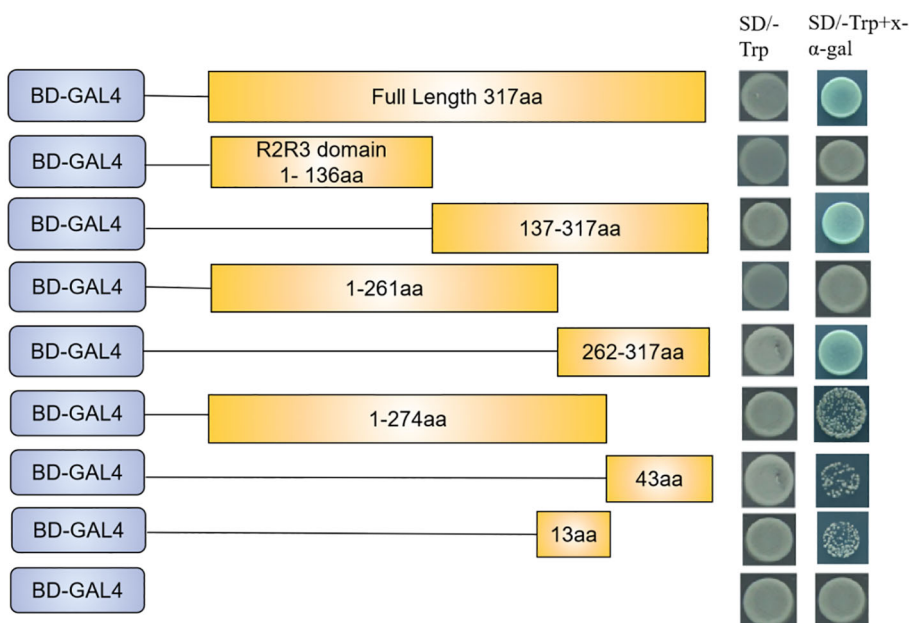 SD/-
Trp
SD/-Trp+x-
α-gal
BD-GAL4
Full Length 317aa
BD-GAL4
R2R3 domain
1- 136aa
BD-GAL4
137-317aa
BD-GAL4
1-261aa
BD-GAL4
262-317aa
BD-GAL4
1-274aa
BD-GAL4
43aa
BD-GAL4
13aa
BD-GAL4